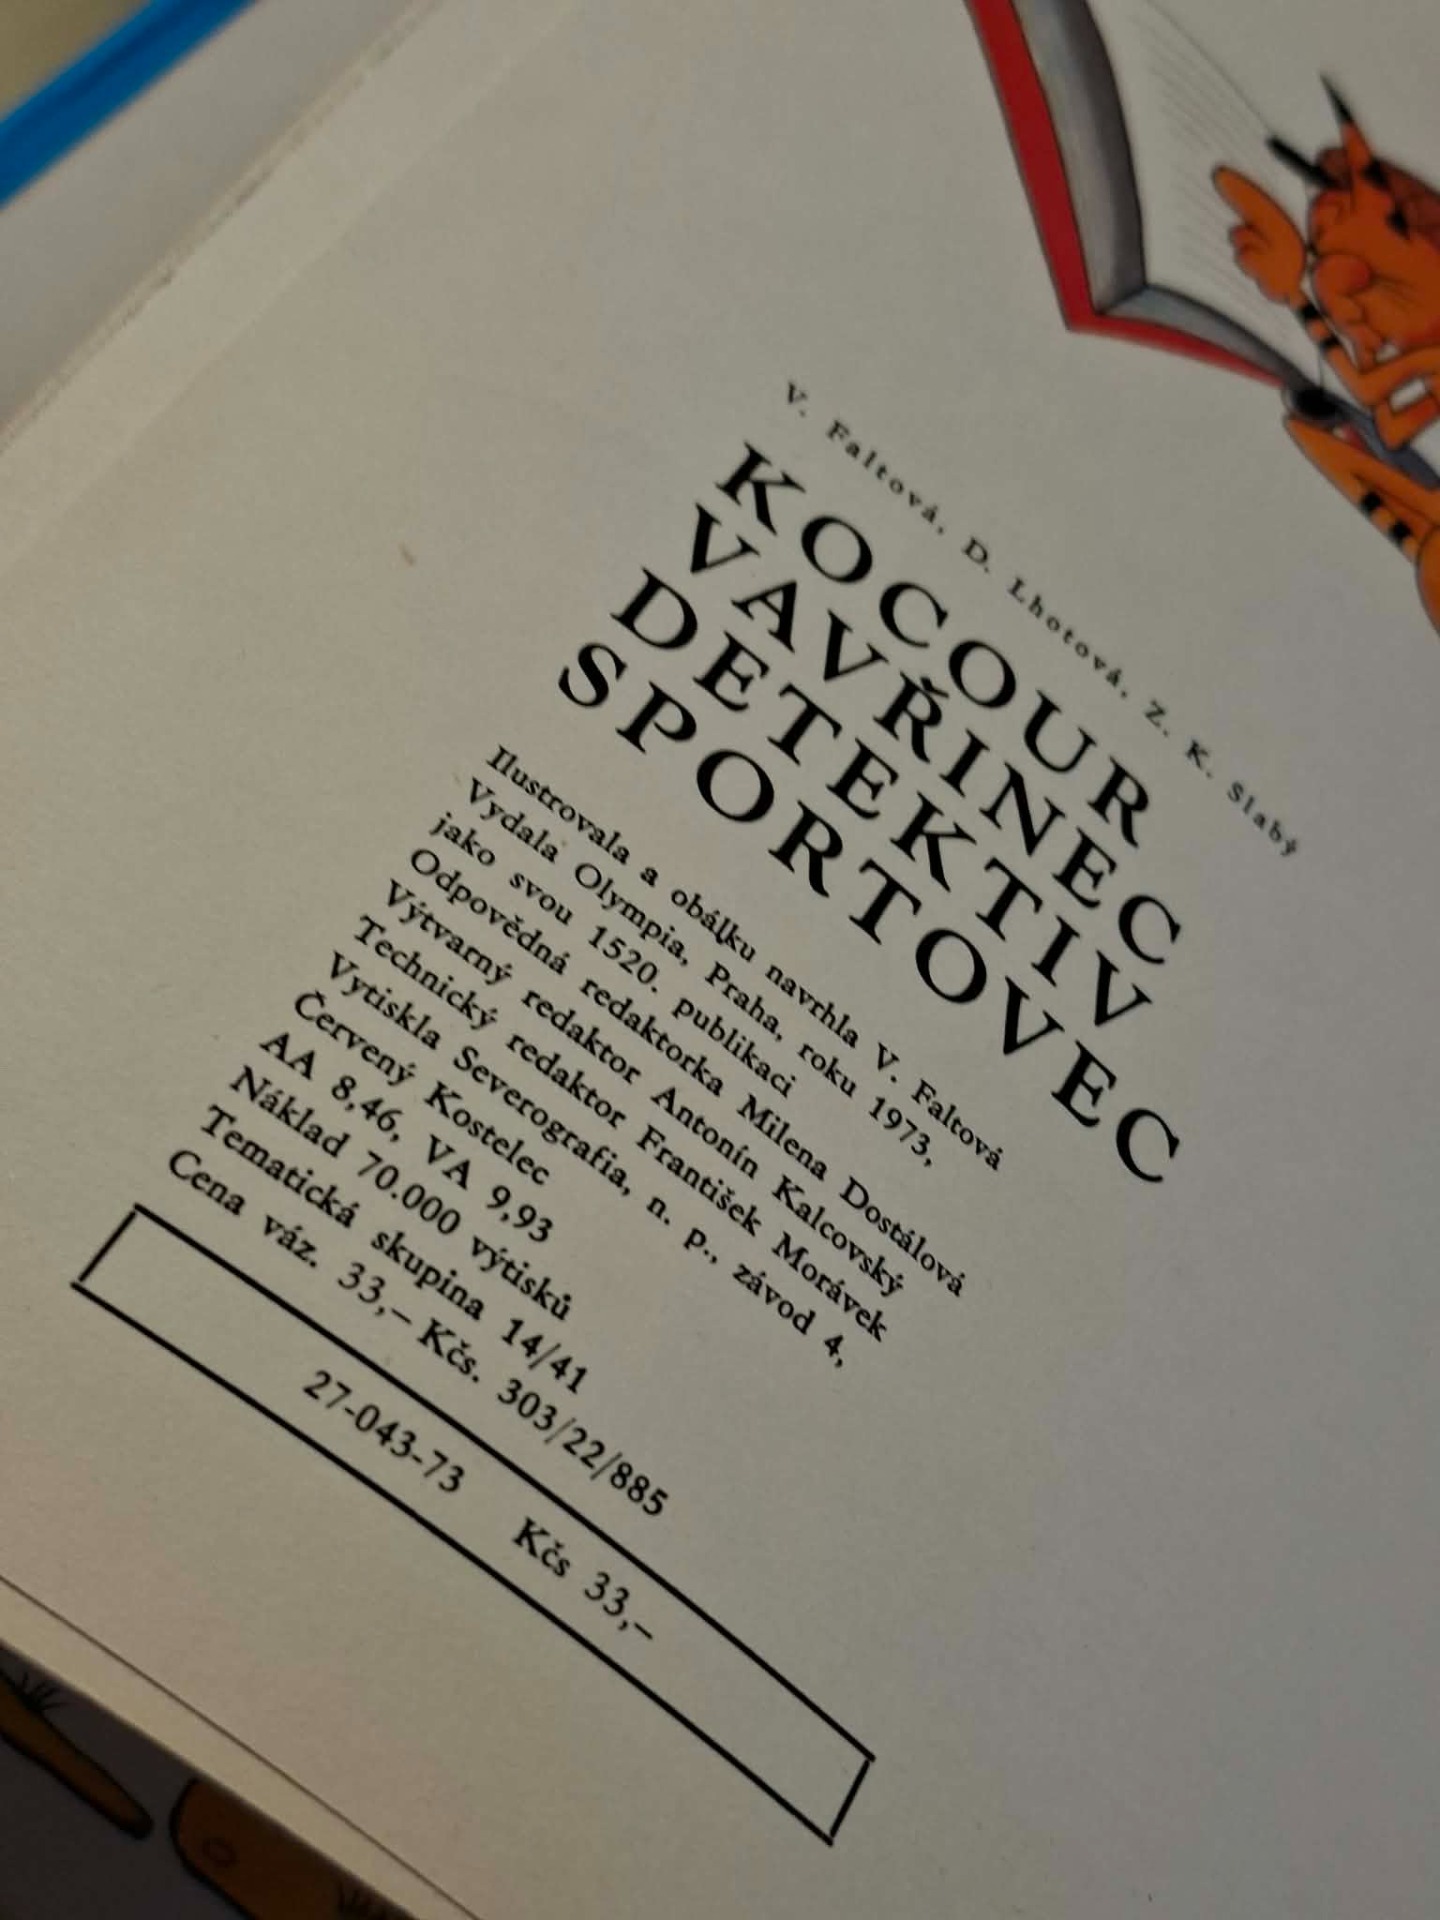 V. Faltová, D. Lhotová, Z. K. Slabý
KOCOUR
VAVŘINEC
DETEKTIV
SPORTOVEC
Ilustrovala a obálku navrhla V. Faltová
Vydala Olympia, Praha, roku 1973,
jako svou 1520. publikaci
Odpovědná redaktorka Milena Dostálová
Výtvarný redaktor Antonín Kalcovský
Technický redaktor František Morávek
Vytiskla Severografia, n. p., závod 4,
Červený Kostelec
AA 8,46, VA 9,93
Náklad 70.000 výtisků
Tematická skupina 14/41
Cena váz. 33,– Kčs. 303/22/885
27-043-73 Kčs 33,–